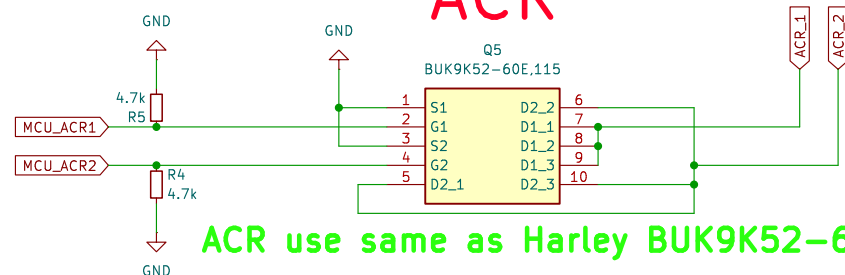 ACR
GND
GND
Q5
BUK9K52-60E,115
ACR_1
ACR_2
4.7k
R5
MCU_ACR1
MCU_ACR2
R4
4.7k
GND
1 S1 D2_2 6
2 G1 D1_1 7
3 S2 D1_2 8
4 G2 D1_3 9
5 D2_1 D2_3 10
ACR use same as Harley BUK9K52-6